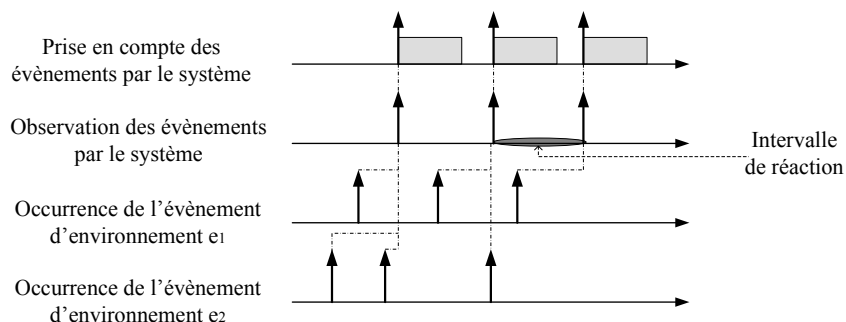 Prise en compte des
évènements par le système
Observation des évènements
par le système
Intervalle
de réaction
Occurrence de l'évènement
d'environnement e1
Occurrence de l'évènement
d'environnement e2